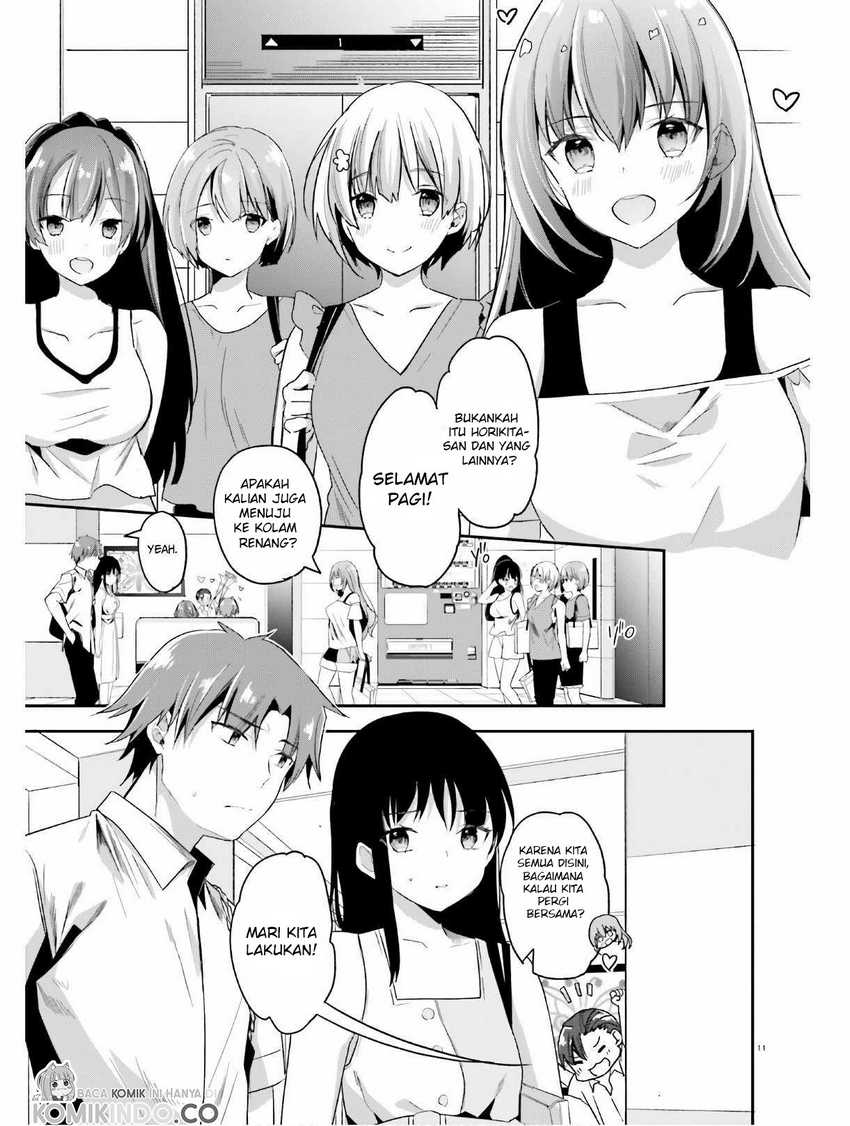 1
BUKANKAH
ITU HORIKITA-
SAN DAN YANG
LAINNYA?
SELAMAT
PAGI!
APAKAH
KALIAN JUGA
MENUJU
KE KOLAM
RENANG?
YEAH.
KARENA KITA
SEMUA DISINI,
BAGAIMANA
KALAU KITA
PERGI
BERSAMA?
MARI KITA
LAKUKAN!
11
BACA KOMIK INI HANYA DI
KOMIKINDO.CO